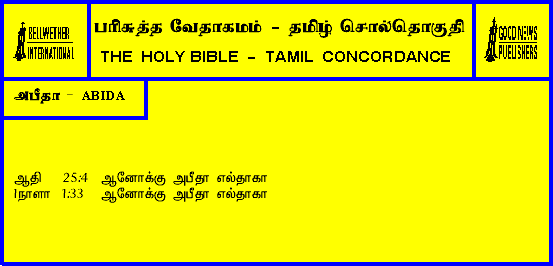 BELLWETHER
INTERNATIONAL
பரிசுத்த வேதாகமம் - தமிழ் சொல்தொகுதி
THE HOLY BIBLE - TAMIL CONCORDANCE
GOOD NEWS
PUBLISHERS
அபீதா - ABIDA
ஆதி 25:4 ஆனோக்கு அபீதா எல்தாகா
1நாளா 1:33 ஆனோக்கு அபீதா எல்தாகா